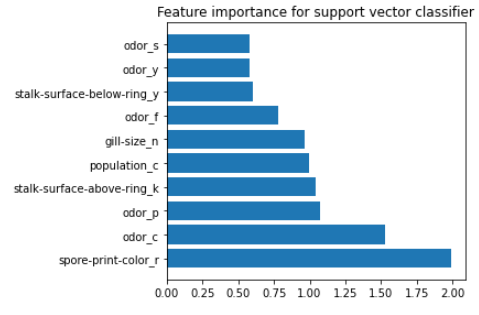 Feature importance for support vector classifier
odor_s
odor_y
stalk-surface-below-ring_y
odor_f
gill-size_n
population_c
stalk-surface-above-ring_k
odor_p
odor_c
spore-print-color_r
0.00 0.25 0.50 0.75 1.00 1.25 1.50 1.75 2.00